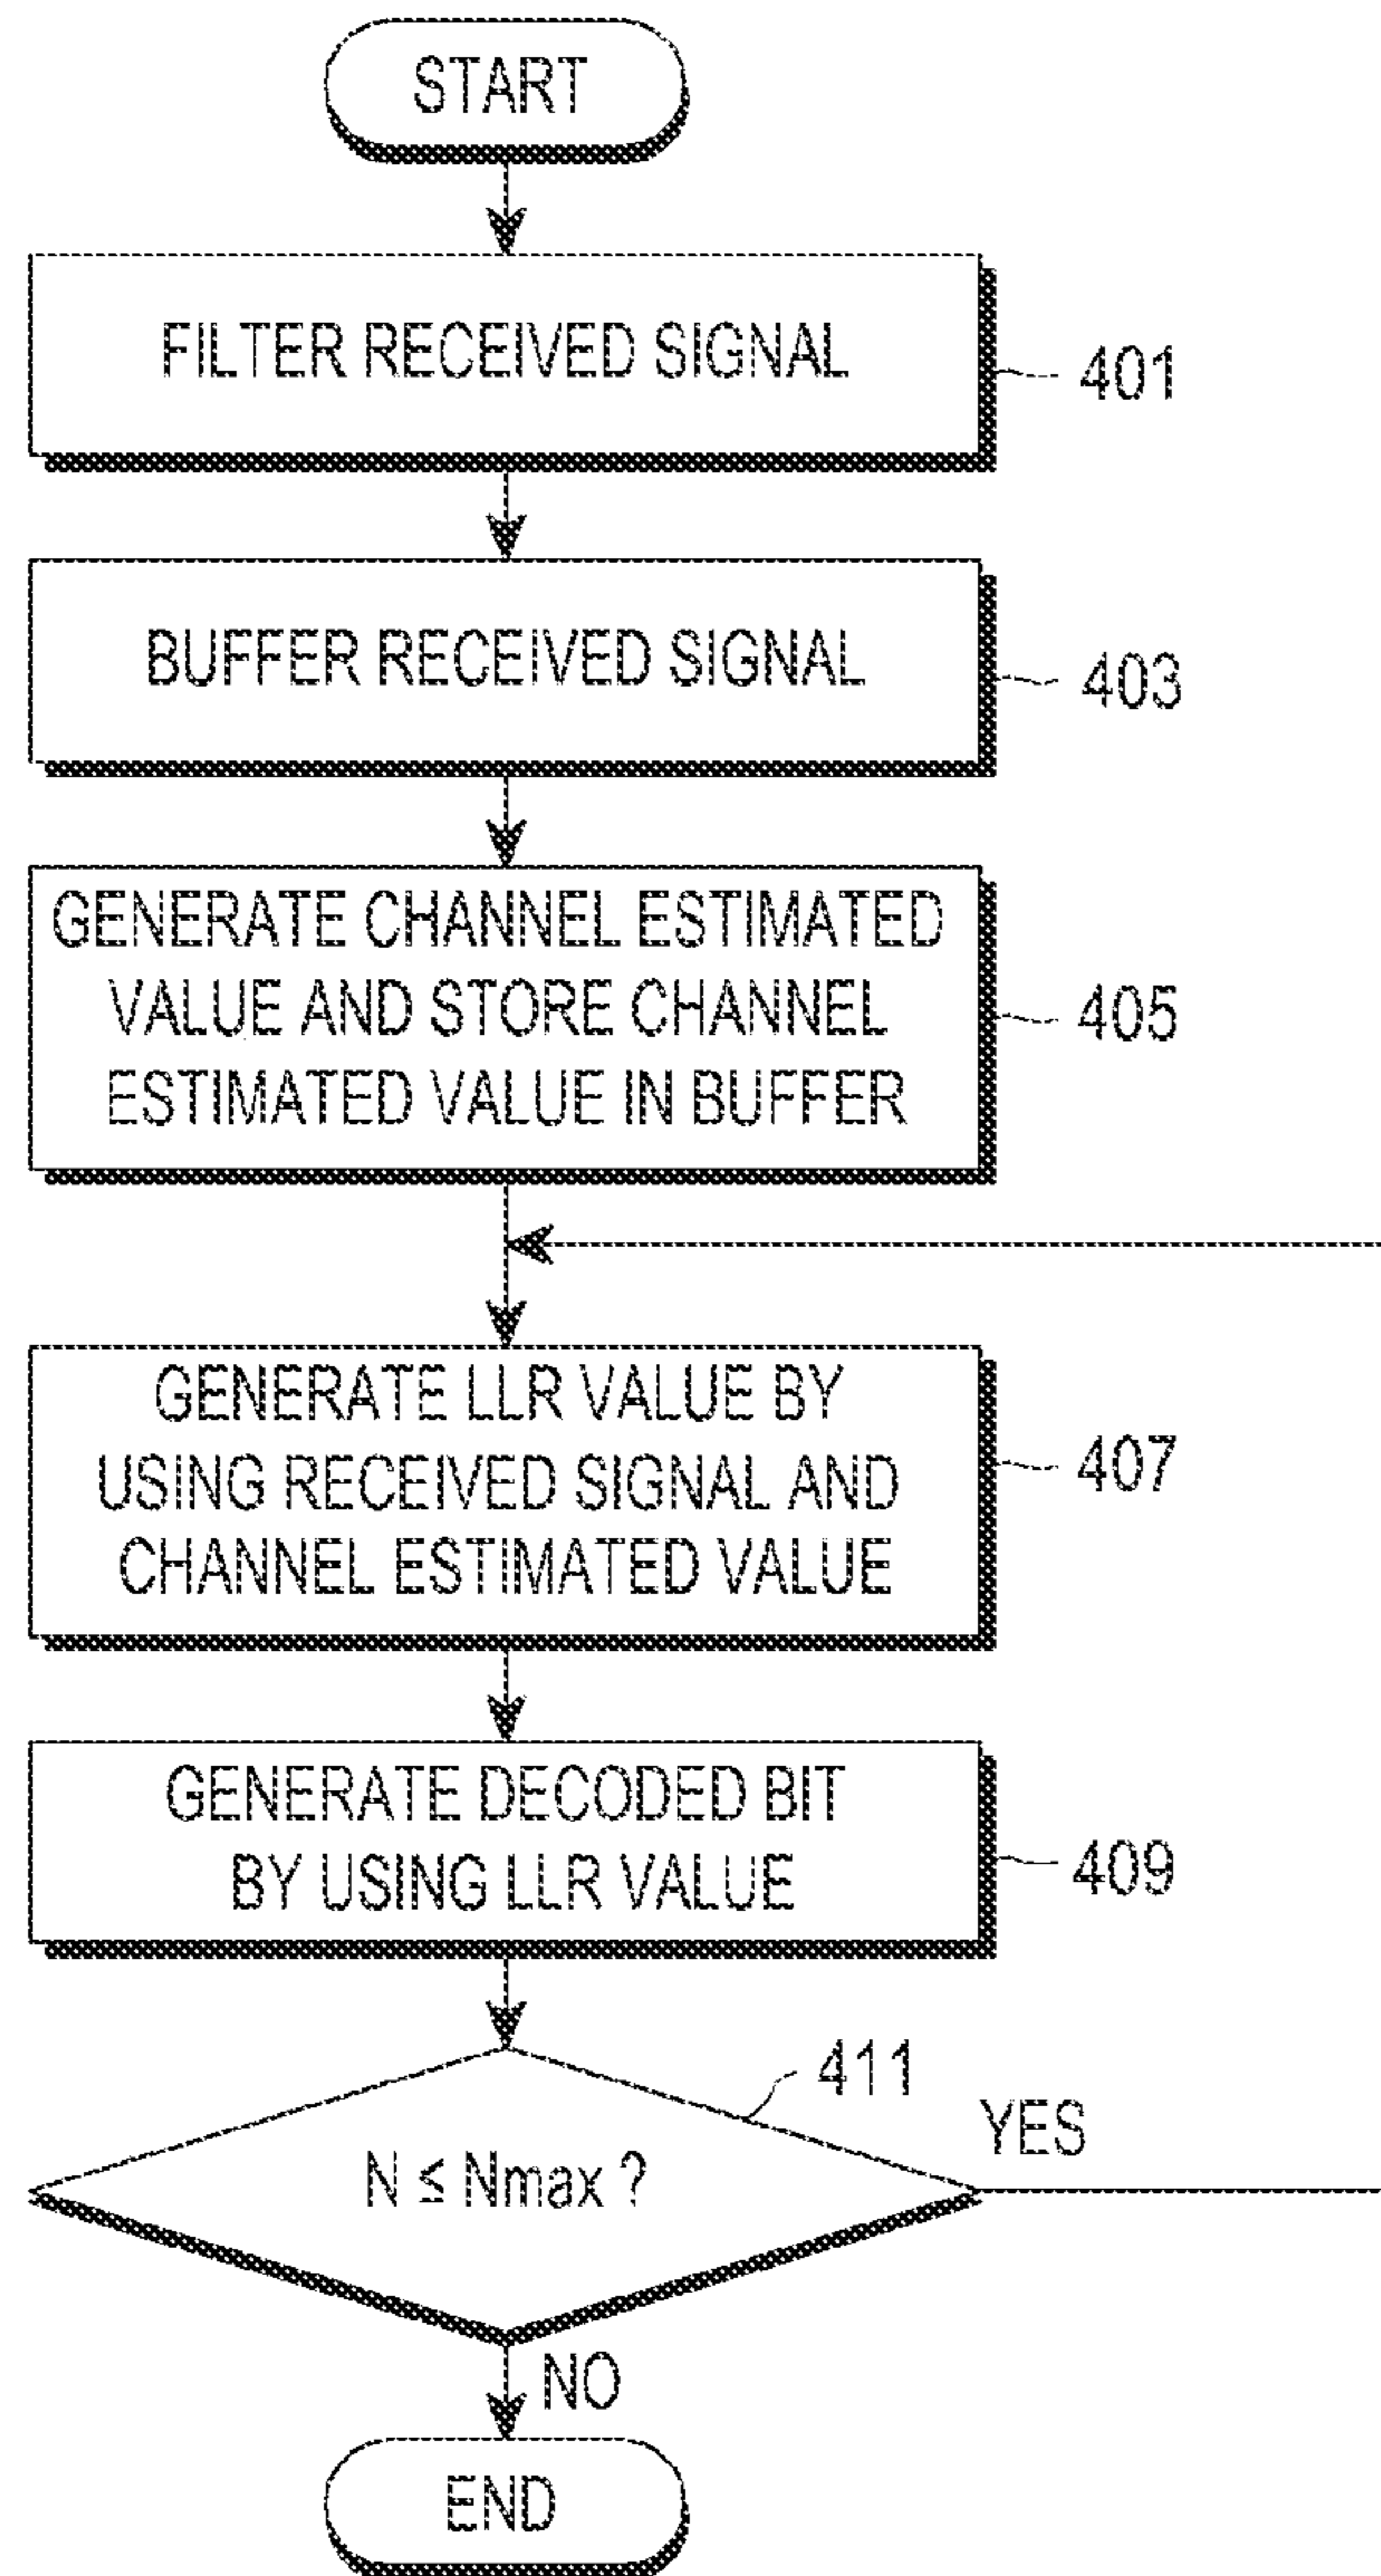 START
FILTER RECEIVED SIGNAL
401
BUFFER RECEIVED SIGNAL
403
GENERATE CHANNEL ESTIMATED
VALUE AND STORE CHANNEL
ESTIMATED VALUE IN BUFFER
405
GENERATE LLR VALUE BY
USING RECEIVED SIGNAL AND
CHANNEL ESTIMATED VALUE
407
GENERATE DECODED BIT
BY USING LLR VALUE
409
411
YES
N ≤ Nmax ?
NO
END